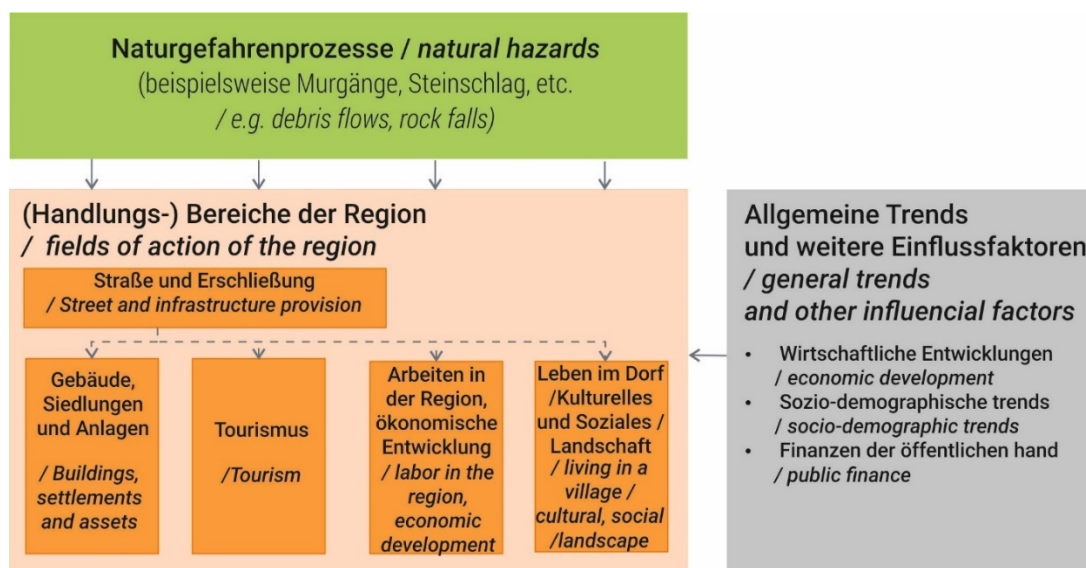 Naturgefahrenprozesse / natural hazards
(beispielsweise Murgänge, Steinschlag, etc.
/ e.g. debris flows, rock falls)
(Handlungs-) Bereiche der Region
/ fields of action of the region
Straße und Erschließung
/ Street and infrastructure provision
Gebäude,
Siedlungen
und Anlagen
/ Buildings,
settlements
and assets
Tourismus
/Tourism
Arbeiten in
der Region,
ökonomische
Entwicklung
/ labor in the
region,
economic
development
Leben im Dorf
/Kulturelles
und Soziales /
Landschaft
/ living in a
village /
cultural, social
/landscape
Allgemeine Trends
und weitere Einflussfaktoren
/ general trends
and other influencial factors
• Wirtschaftliche Entwicklungen
/ economic development
• Sozio-demographische trends
/ socio-demographic trends
• Finanzen der öffentlichen hand
/ public finance